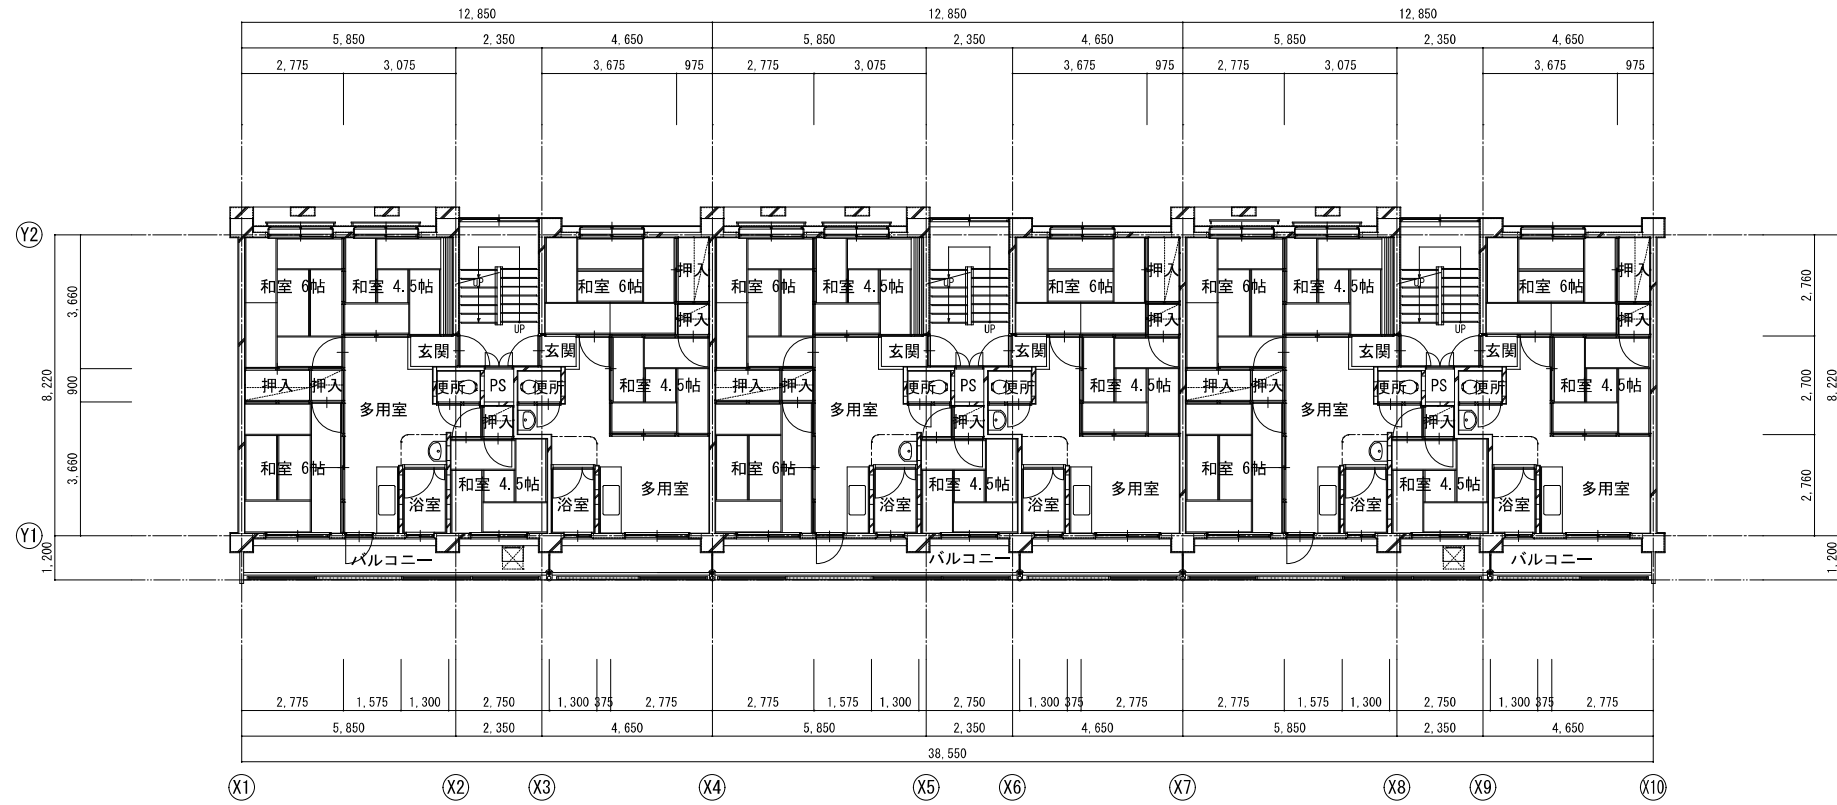 12,850 12,850 12,850
5,850 2,350 4,650 5,850 2,350 4,650 5,850 2,350 4,650
2,775 3,075 3,675 975 2,775 3,075 3,675 975 2,775 3,075 3,675 975
Y2
押入 押入 押入
和室 6帖 和室 4.5帖 UP 和室 6帖 和室 6帖 和室 4.5帖 UP 和室 6帖 和室 6帖 和室 4.5帖 UP 和室 6帖
3,660 2,760
押入 押入 押入
UP UP UP
玄関 玄関 玄関 玄関 玄関 玄関
押入 押入 便所 PS 便所 和室 4.5帖 押入 押入 便所 PS 便所 和室 4.5帖 押入 押入 便所 PS 便所 和室 4.5帖
8,220 900 2,700 8,220
多用室 押入 多用室 押入 多用室 押入
和室 6帖 和室 6帖 和室 6帖
3,660 2,760
和室 4.5帖 多用室 和室 4.5帖 多用室 和室 4.5帖 多用室
浴室 浴室 浴室 浴室 浴室 浴室
Y1
1,200 バルコニー バルコニー バルコニー 1,200
2,775 1,575 1,300 2,750 1,300 375 2,775 2,775 1,575 1,300 2,750 1,300 375 2,775 2,775 1,575 1,300 2,750 1,300 375 2,775
5,850 2,350 4,650 5,850 2,350 4,650 5,850 2,350 4,650
38,550
X1 X2 X3 X4 X5 X6 X7 X8 X9 X10